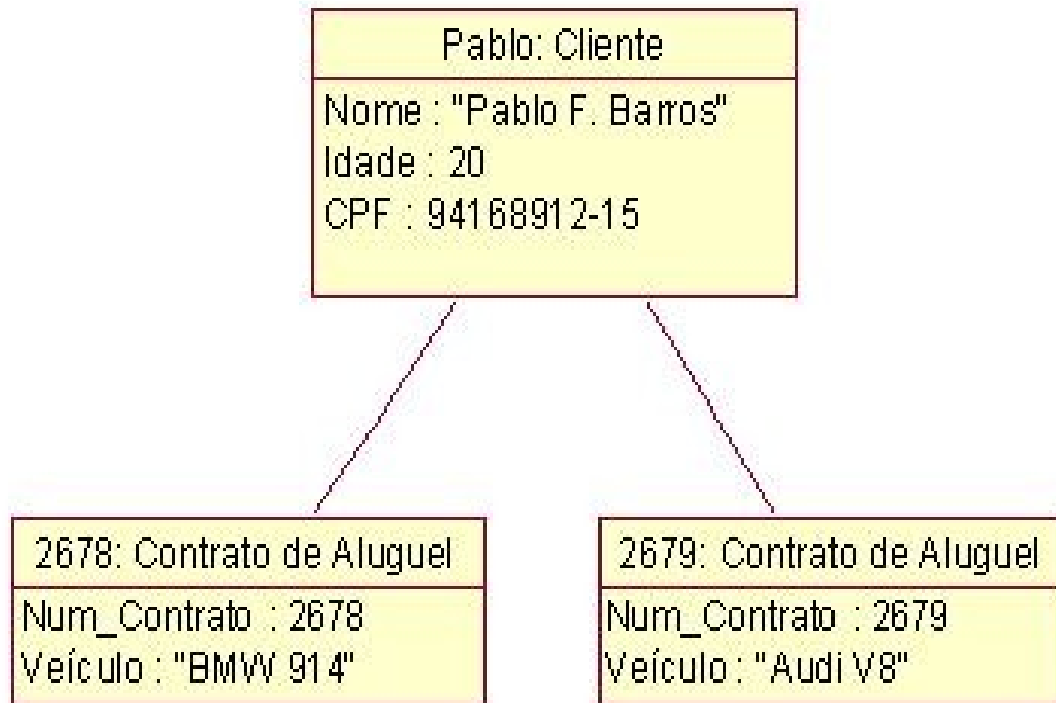 Pablo: Cliente
Nome : "Pablo F. Barros"
Idade : 20
CPF : 94168912-15
2678: Contrato de Aluguel
Num_Contrato : 2678
Veículo : "BMW 914"
2679: Contrato de Aluguel
Num_Contrato : 2679
Veículo : "Audi V8"